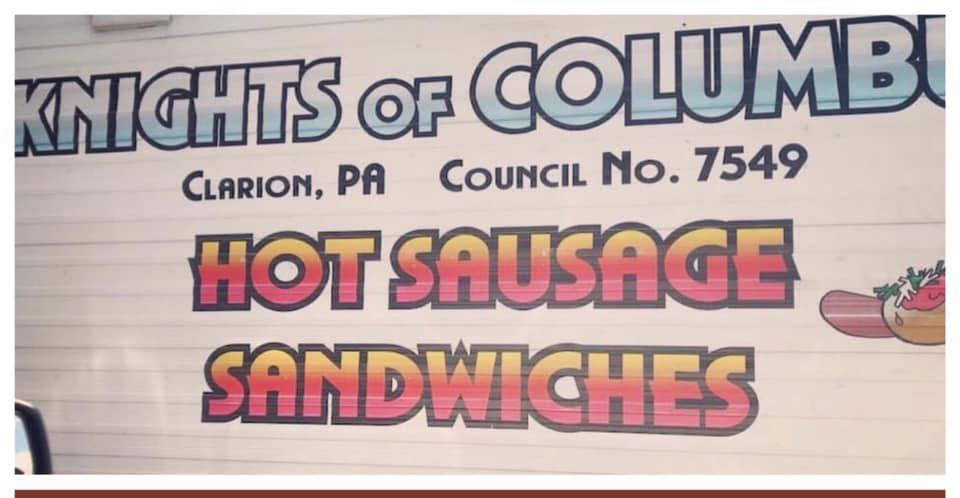 KNIGHTS OF COLUMBU
CLARION, PA COUNCIL NO. 7549
HOT SAUSAGE
SANDWICHES